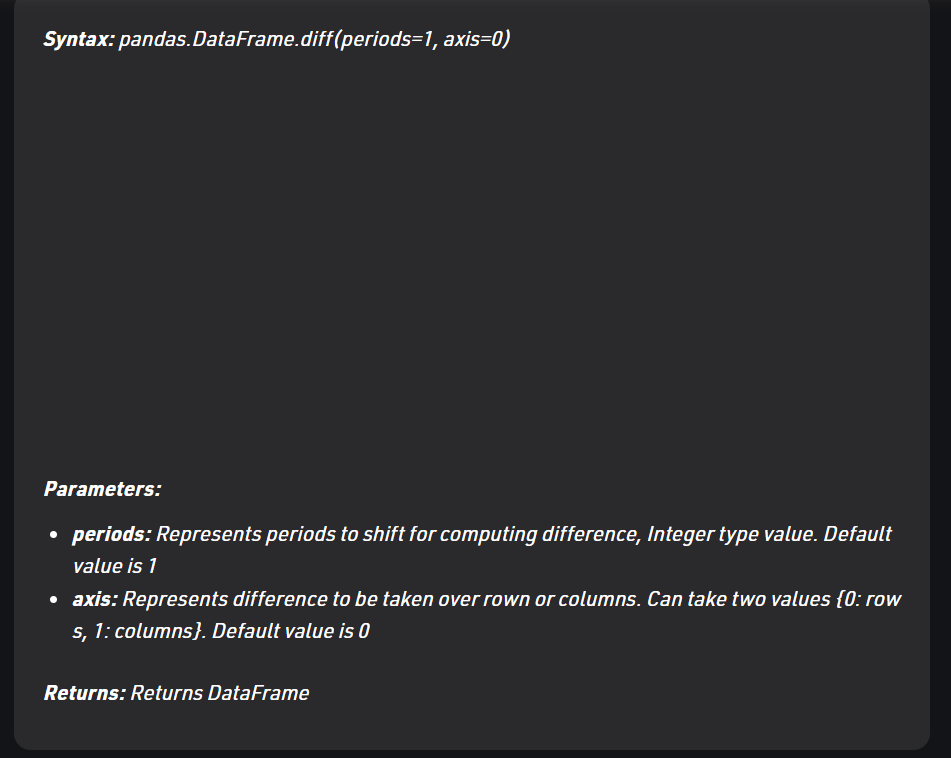 Syntax: pandas.DataFrame.diff(periods=1, axis=0)
Parameters:
periods: Represents periods to shift for computing difference, Integer type value. Default
value is 1
axis: Represents difference to be taken over rown or columns. Can take two values {0: row
s, 1: columns}. Default value is 0
Returns: Returns DataFrame